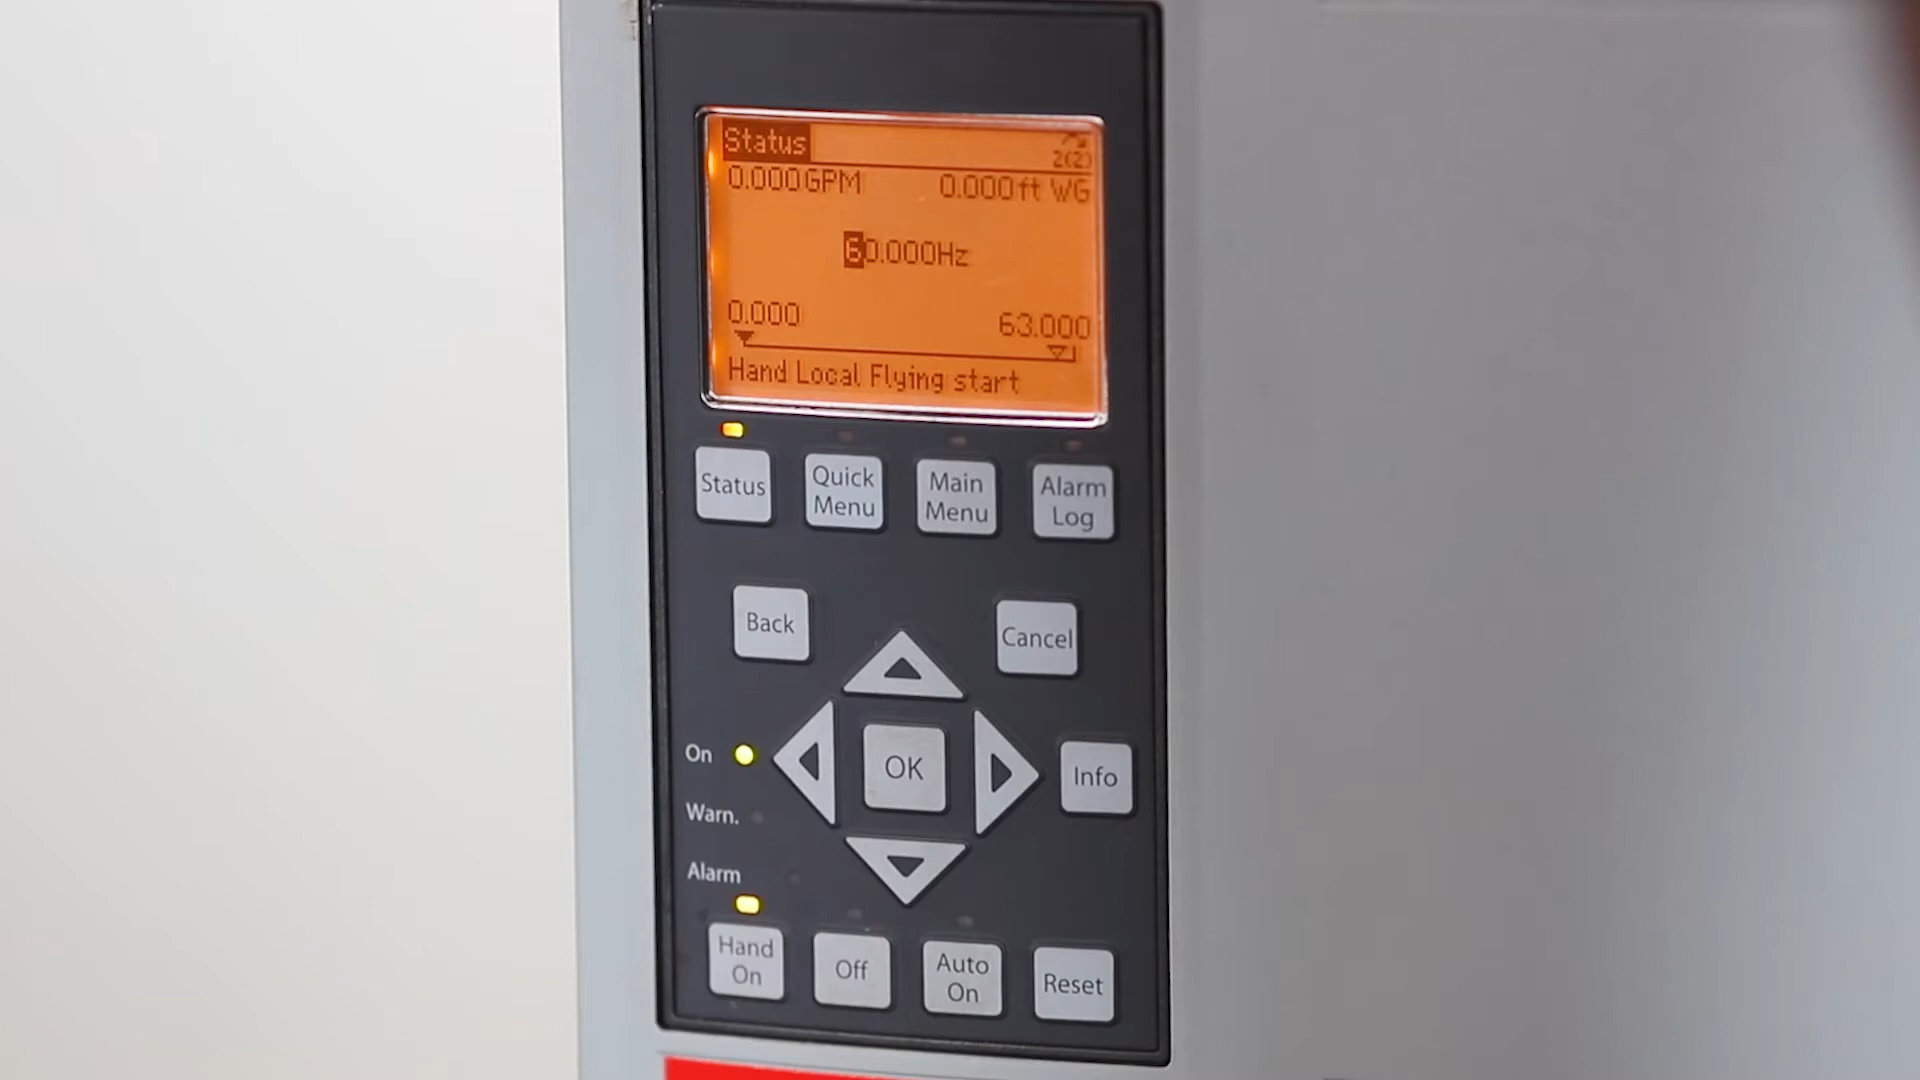 Status
2(2)
0.000GPM 0.000ft WG
60.000Hz
0.000 63.000
Hand Local Flying start
Status
Quick
Menu
Main
Menu
Alarm
Log
Back
Cancel
On
OK
Info
Warn.
Alarm
Hand
On
Off
Auto
On
Reset